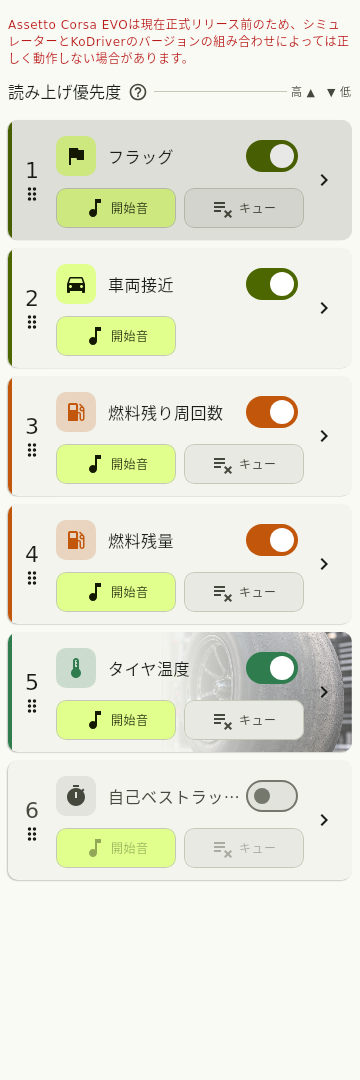 Assetto Corsa EVOは現在正式リリース前のため、シミュ
レーターとKoDriverのバージョンの組み合わせによっては正
しく動作しない場合があります。
読み上げ優先度 高 ▲ ▼ 低
1
フラッグ
開始音 キュー
2
車両接近
開始音
3
燃料残り周回数
開始音 キュー
4
燃料残量
開始音 キュー
5
タイヤ温度
開始音 キュー
6
自己ベストラッ…
開始音 キュー